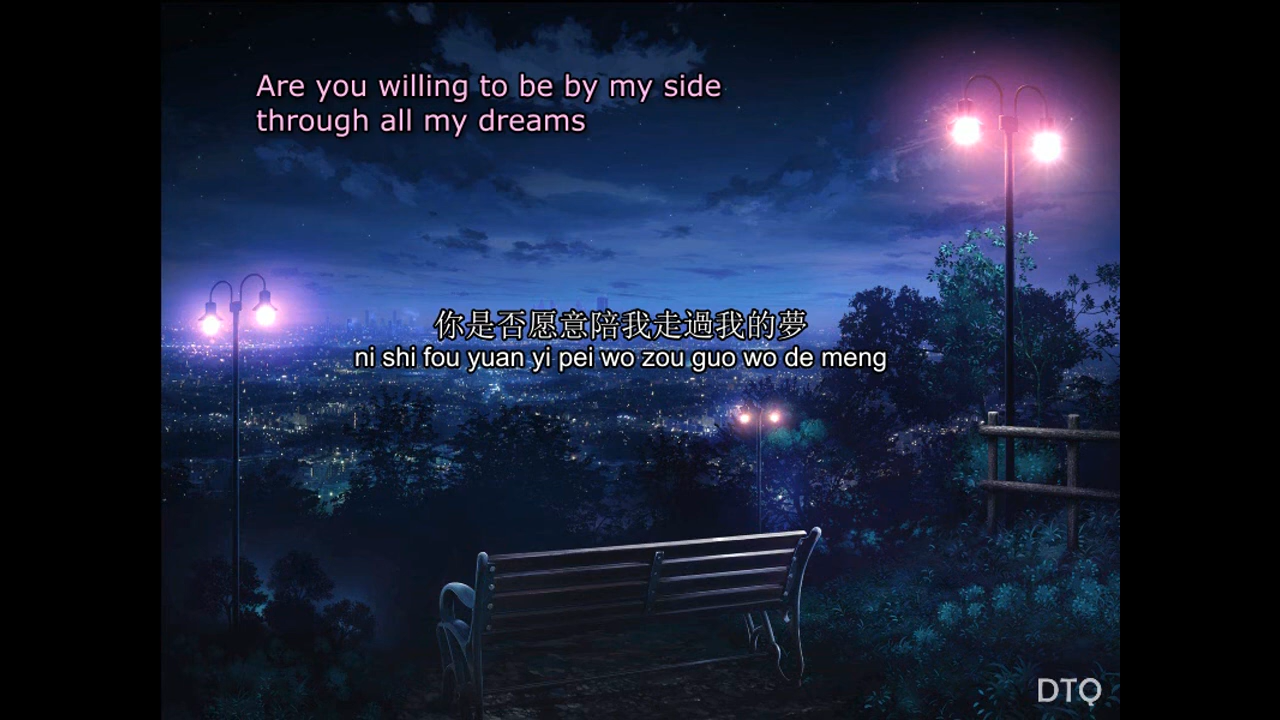 Are you willing to be by my side
through all my dreams
你是否愿意陪我走過我的夢
ni shi fou yuan yi pei wo zou guo wo de meng
DTQ